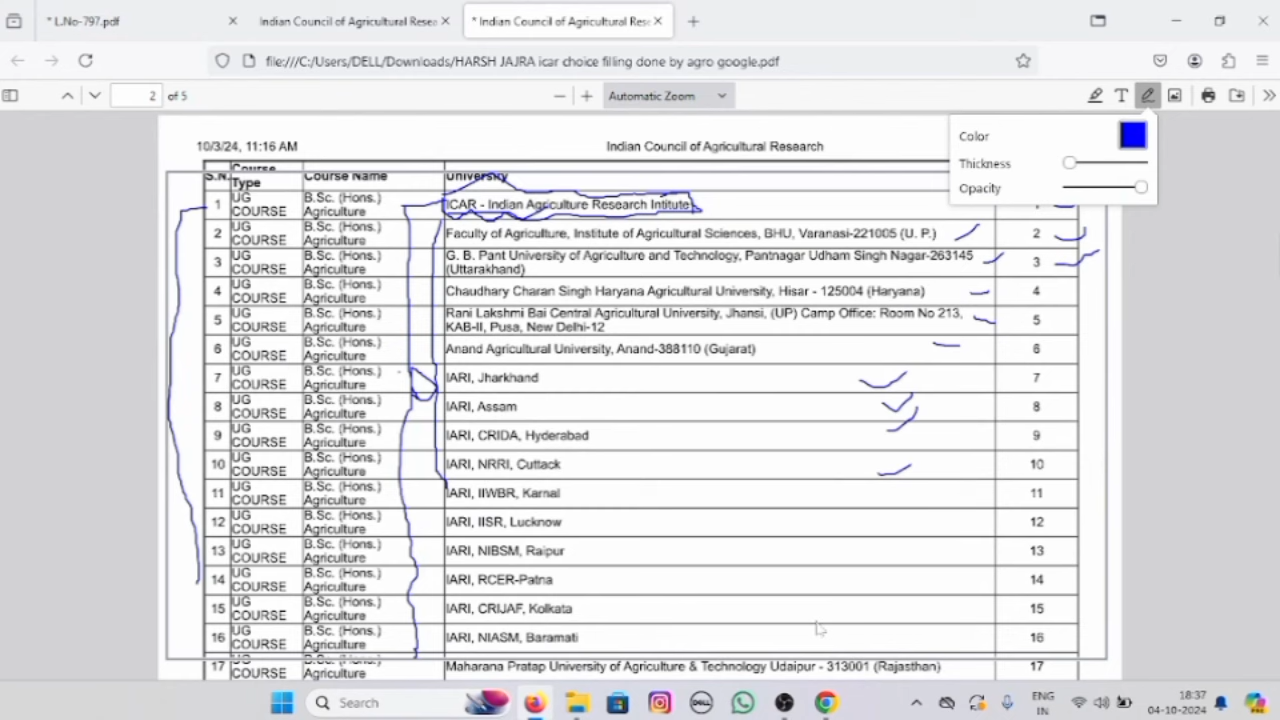 * L.No-797.pdf
Indian Council of Agricultural Resea
* Indian Council of Agricultural Rese
file:///C:/Users/DELL/Downloads/HARSH JAJRA icar choice filling done by agro google.pdf
2 of 5
Automatic Zoom
Color
Thickness
Opacity
10/3/24, 11:16 AM Indian Council of Agricultural Research
S.N. Course Type Course Name University
1 UG COURSE B.Sc. (Hons.) Agriculture ICAR - Indian Agriculture Research Intitute 1
2 UG COURSE B.Sc. (Hons.) Agriculture Faculty of Agriculture, Institute of Agricultural Sciences, BHU, Varanasi-221005 (U. P.) 2
3 UG COURSE B.Sc. (Hons.) Agriculture G. B. Pant University of Agriculture and Technology, Pantnagar Udham Singh Nagar-263145 (Uttarakhand) 3
4 UG COURSE B.Sc. (Hons.) Agriculture Chaudhary Charan Singh Haryana Agricultural University, Hisar - 125004 (Haryana) 4
5 UG COURSE B.Sc. (Hons.) Agriculture Rani Lakshmi Bai Central Agricultural University, Jhansi, (UP) Camp Office: Room No 213, KAB-II, Pusa, New Delhi-12 5
6 UG COURSE B.Sc. (Hons.) Agriculture Anand Agricultural University, Anand-388110 (Gujarat) 6
7 UG COURSE B.Sc. (Hons.) Agriculture IARI, Jharkhand 7
8 UG COURSE B.Sc. (Hons.) Agriculture IARI, Assam 8
9 UG COURSE B.Sc. (Hons.) Agriculture IARI, CRIDA, Hyderabad 9
10 UG COURSE B.Sc. (Hons.) Agriculture IARI, NRRI, Cuttack 10
11 UG COURSE B.Sc. (Hons.) Agriculture IARI, IIWBR, Karnal 11
12 UG COURSE B.Sc. (Hons.) Agriculture IARI, IISR, Lucknow 12
13 UG COURSE B.Sc. (Hons.) Agriculture IARI, NIBSM, Raipur 13
14 UG COURSE B.Sc. (Hons.) Agriculture IARI, RCER-Patna 14
15 UG COURSE B.Sc. (Hons.) Agriculture IARI, CRIJAF, Kolkata 15
16 UG COURSE B.Sc. (Hons.) Agriculture IARI, NIASM, Baramati 16
17 UG COURSE B.Sc. (Hons.) Agriculture Maharana Pratap University of Agriculture & Technology Udaipur - 313001 (Rajasthan) 17
Search
DELL
ENG
IN
18:37
04-10-2024